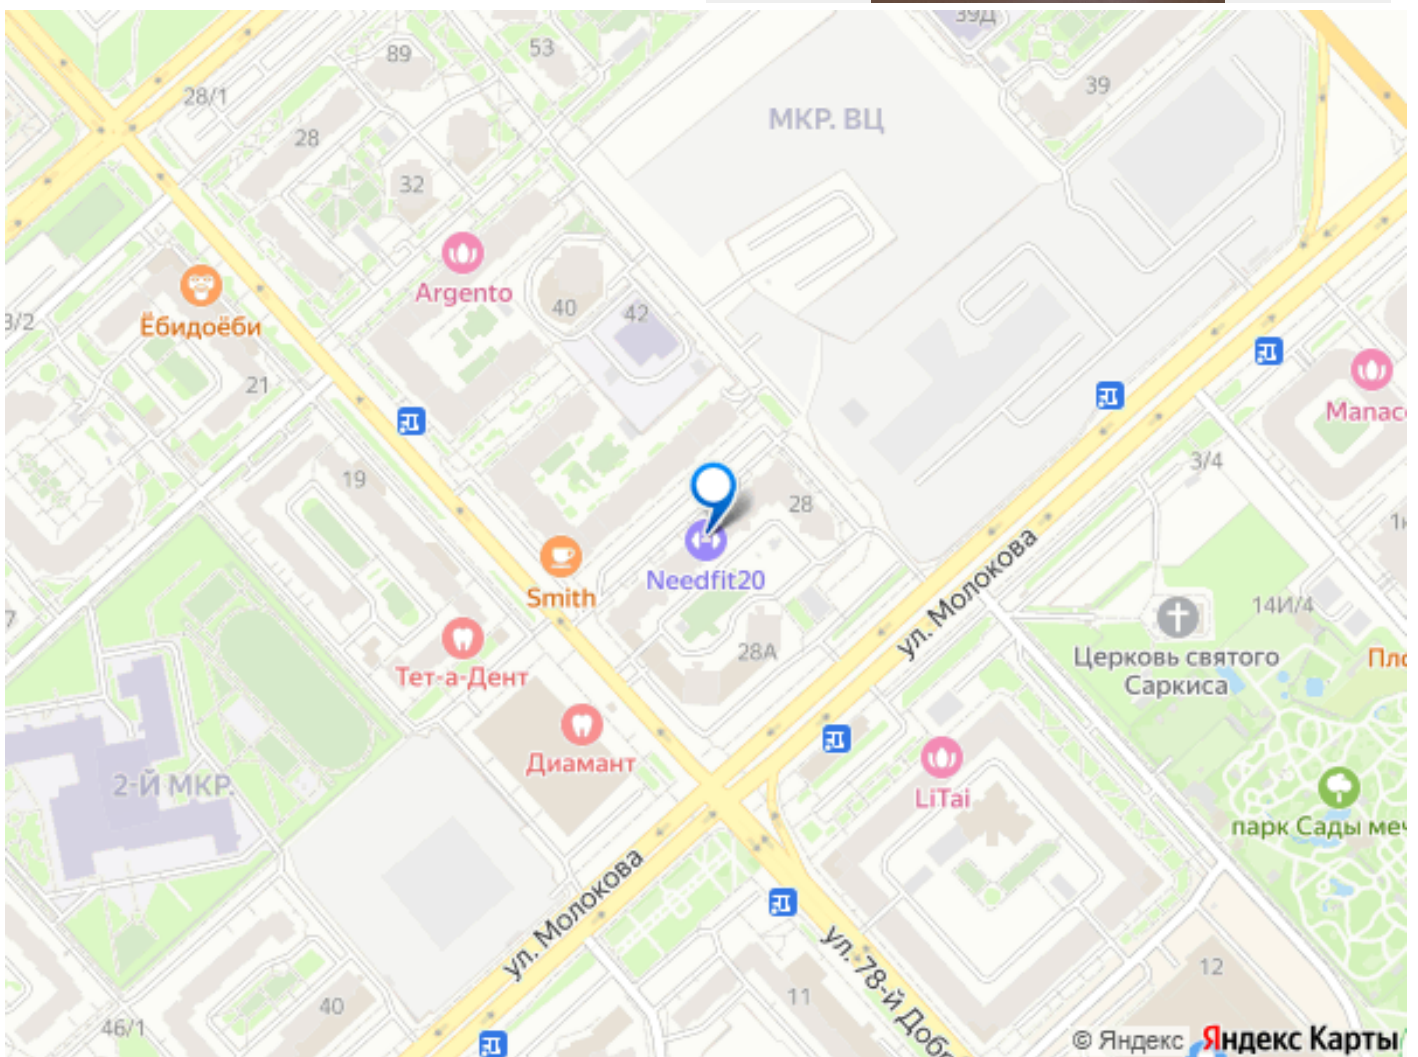 39Д
53
89
28/1
39
МКР. ВЦ
28
32
Argento
40
42
Ёбидоёби
3/2
21
Manac
3/4
19
28
Needfit20
Smith
ул. Молокова
14И/4
7
28А
Церковь святого
Саркиса
Тет-а-Дент
Диамант
2-Й МКР.
LiTai
парк Сады меч
ул. Молокова
ул. 78-й Добр
12
11
40
46/1
© Яндекс Яндекс Карты